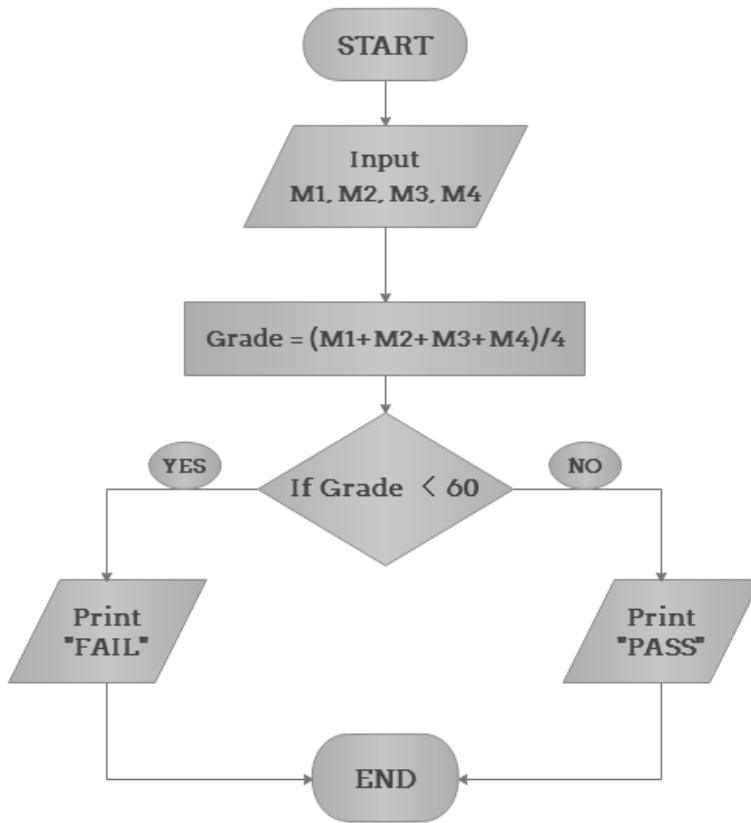 START
Input
M1, M2, M3, M4
Grade = (M1+M2+M3+M4)/4
YES
If Grade < 60
NO
Print
"FAIL"
Print
"PASS"
END